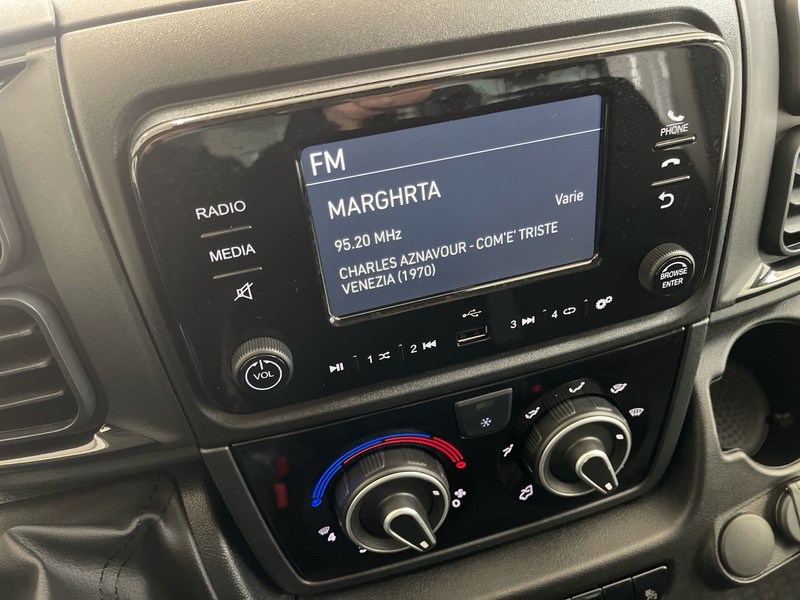 FM
MARGHRTA
Varie
95.20 MHz
CHARLES AZNAVOUR - COM'E' TRISTE
VENEZIA (1970)
RADIO
MEDIA
VOL
PHONE
BROWSE
ENTER
1
2
3
4